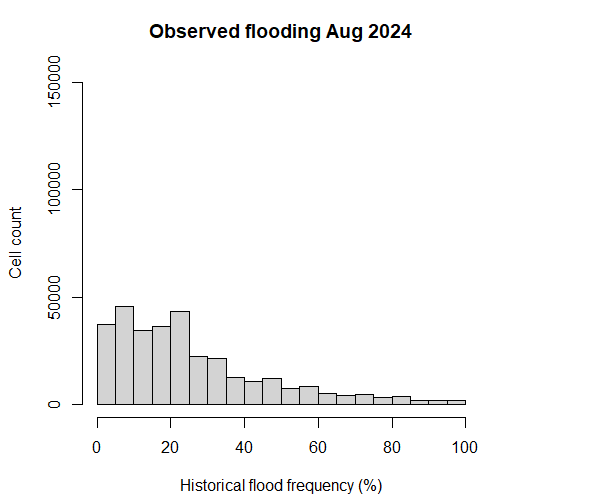 Observed flooding Aug 2024
Cell count
150000
100000
50000
0
0 20 40 60 80 100
Historical flood frequency (%)